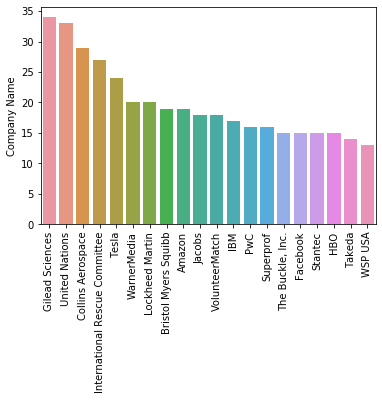 35
30
25
20
15
10
5
0
Company Name
Gilead Sciences
United Nations
Collins Aerospace
International Rescue Committee
Tesla
WarnerMedia
Lockheed Martin
Bristol Myers Squibb
Amazon
Jacobs
VolunteerMatch
IBM
PwC
Superprof
The Buckle, Inc.
Facebook
Stantec
HBO
Takeda
WSP USA